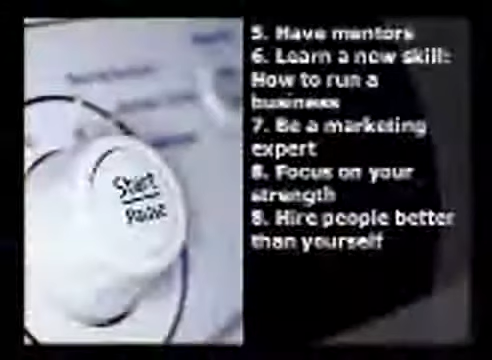 Start
Pause
5. Have mentors
6. Learn a new skill:
How to run a
business
7. Be a marketing
expert
8. Focus on your
strength
9. Hire people better
than yourself